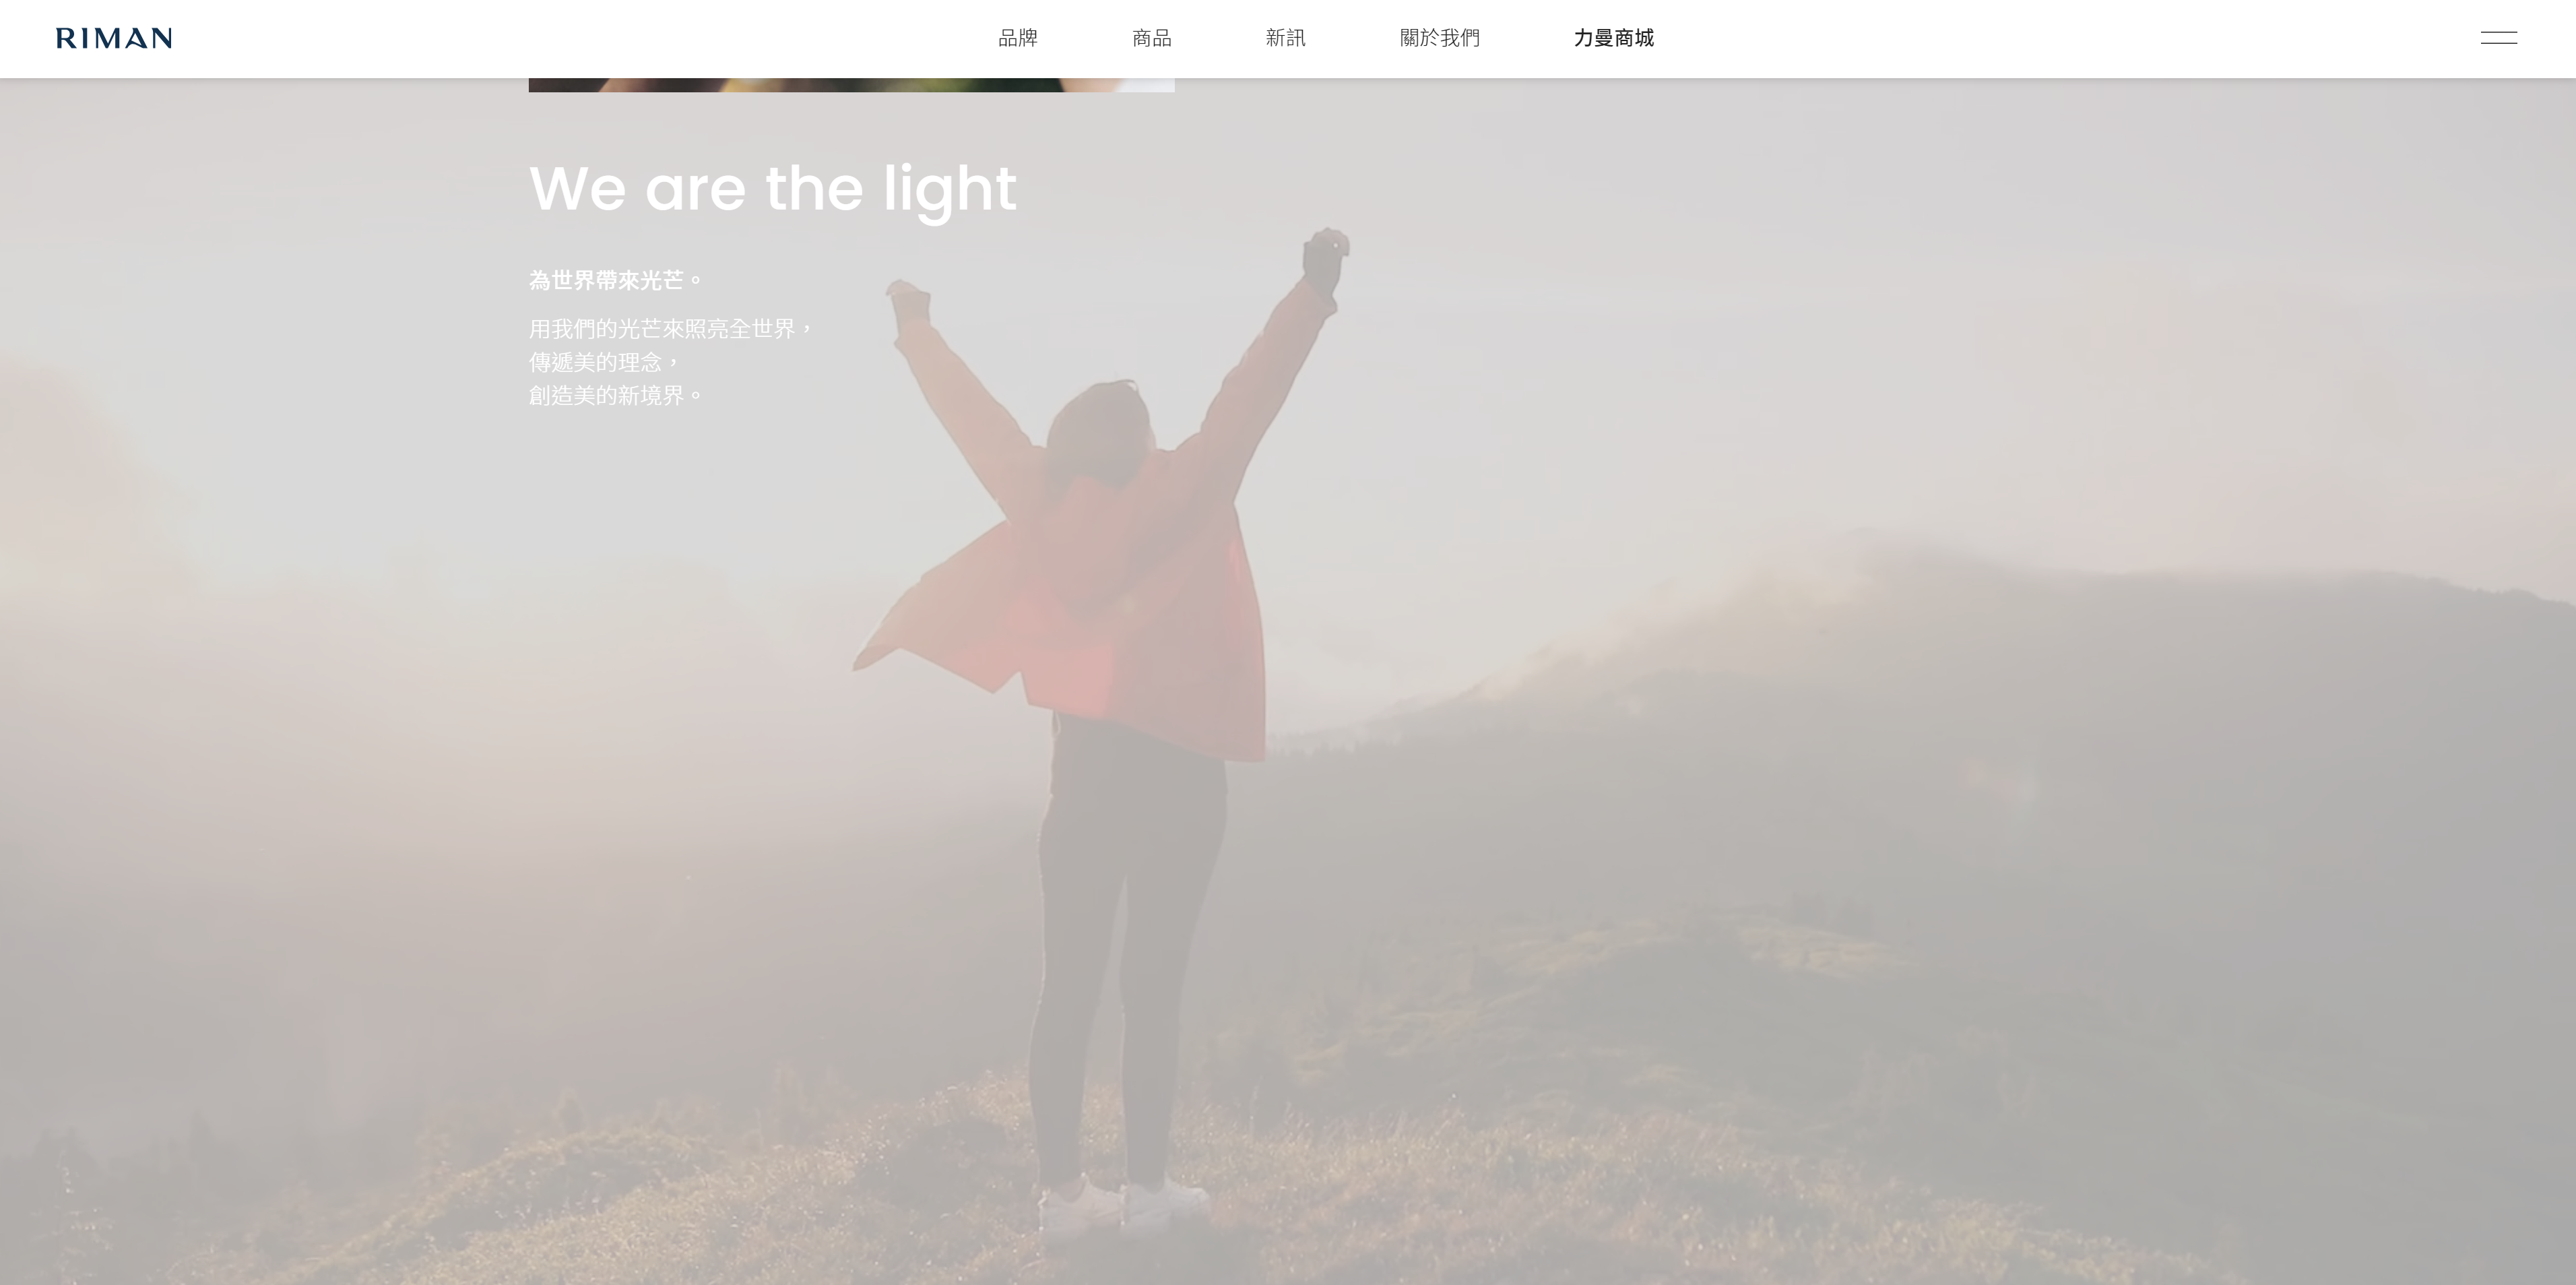 RIMAN
品牌
商品
新訊
關於我們
力曼商城
We are the light
為世界帶來光芒。
用我們的光芒來照亮全世界，
傳遞美的理念，
創造美的新境界。